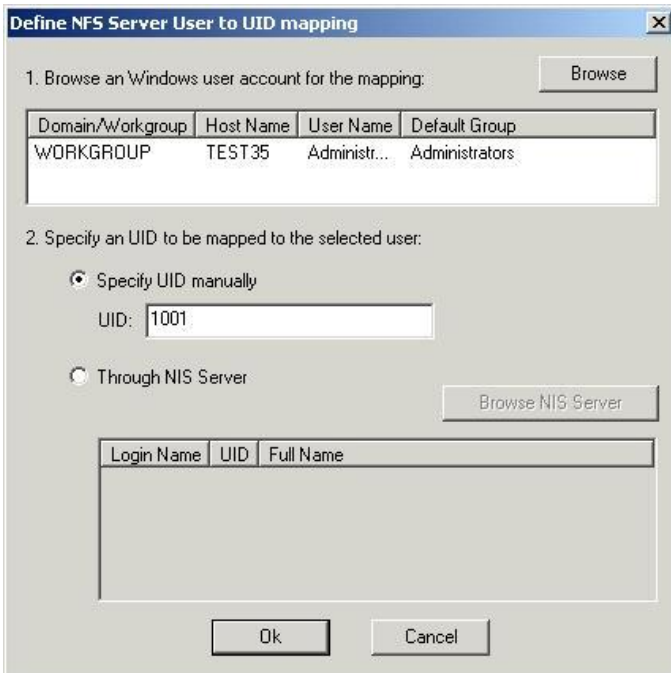 Define NFS Server User to UID mapping
1. Browse an Windows user account for the mapping:
Browse
Domain/Workgroup Host Name User Name Default Group
WORKGROUP TEST35 Administr... Administrators
2. Specify an UID to be mapped to the selected user:
Specify UID manually
UID: 1001
Through NIS Server
Browse NIS Server
Login Name UID Full Name
Ok Cancel